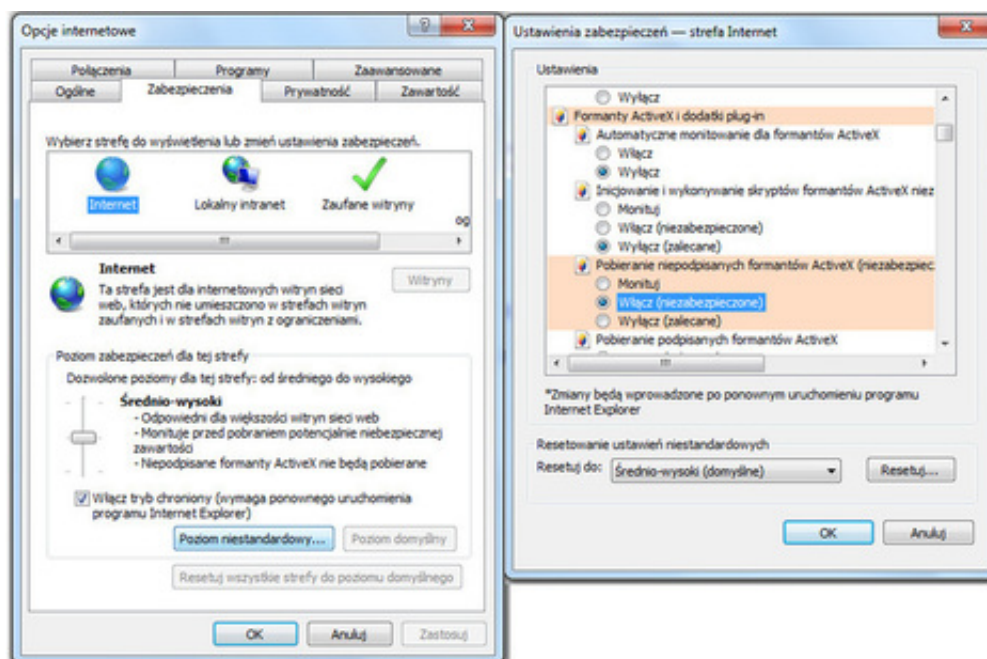 Opcje internetowe
Połączenia Programy Zaawansowane
Ogólne Zabezpieczenia Prywatność Zawartość
Wybierz strefę do wyświetlenia lub zmień ustawienia zabezpieczeń.
Internet Lokalny intranet Zaufane witryny
og
Internet
Witryny
Ta strefa jest dla internetowych witryn sieci
web, których nie umieszczono w strefach witryn
zaufanych i w strefach witryn z ograniczeniami.
Poziom zabezpieczeń dla tej strefy
Dozwolone poziomy dla tej strefy: od średniego do wysokiego
Średnio-wysoki
- Odpowiedni dla większości witryn sieci web
- Monituje przed pobraniem potencjalnie niebezpiecznej
zawartości
- Niepodpisane formanty ActiveX nie będą pobierane
Włącz tryb chroniony (wymaga ponownego uruchomienia
programu Internet Explorer)
Poziom niestandardowy... Poziom domyślny
Resetuj wszystkie strefy do poziomu domyślnego
OK Anuluj Zastosuj
Ustawienia zabezpieczeń — strefa Internet
Ustawienia
Wyłącz
Formanty ActiveX i dodatki plug-in
Automatyczne monitowanie dla formantów ActiveX
Włącz
Wyłącz
Inicjowanie i wykonywanie skryptów formantów ActiveX niez
Monituj
Włącz (niezabezpieczone)
Wyłącz (zalecane)
Pobieranie niepodpisanych formantów ActiveX (niezabezpiec
Monituj
Włącz (niezabezpieczone)
Wyłącz (zalecane)
Pobieranie podpisanych formantów ActiveX
*Zmiany będą wprowadzone po ponownym uruchomieniu programu
Internet Explorer
Resetowanie ustawień niestandardowych
Resetuj do: Średnio-wysoki (domyślne) Resetuj...
OK Anuluj